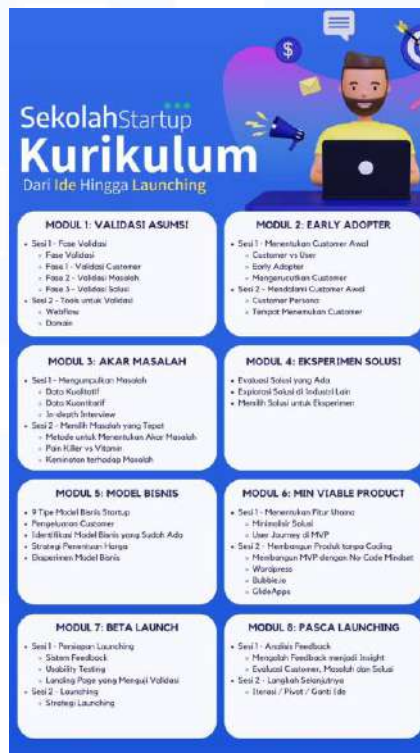 SekolahStartup
Kurikulum
Dari Ide Hingga Launching
MODUL 1: VALIDASI ASUMSI
Sesi 1 - Fase Validasi
Fase Validasi
Fase 1 - Validasi Customer
Fase 2 - Validasi Masalah
Fase 3 - Validasi Solusi
Sesi 2 - Tools untuk Validasi
Webflow
Domain
MODUL 2: EARLY ADOPTER
Sesi 1 - Menentukan Customer Awal
Customer vs User
Early Adopter
Mengerucutkan Customer
Sesi 2 - Mendalami Customer Awal
Customer Persona
Tempat Menemukan Customer
MODUL 3: AKAR MASALAH
Sesi 1 - Mengumpulkan Masalah
Data Kualitatif
Data Kuantitatif
In-depth Interview
Sesi 2 - Memilih Masalah yang Tepat
Metode untuk Menentukan Akar Masalah
Pain Killer vs Vitamin
Komitmen terhadap Masalah
MODUL 4: EKSPERIMEN SOLUSI
Evaluasi Solusi yang Ada
Explorasi Solusi di Industri Lain
Memilih Solusi untuk Eksperimen
MODUL 5: MODEL BISNIS
9 Tipe Model Bisnis Startup
Pengeluaran Customer
Identifikasi Model Bisnis yang Sudah Ada
Strategi Penentuan Harga
Eksperimen Model Bisnis
MODUL 6: MIN VIABLE PRODUCT
Sesi 1 - Menentukan Fitur Utama
Minimalisir Solusi
User Journey di MVP
Sesi 2 - Membangun Produk tanpa Coding
Membangun MVP dengan No Code Mindset
Wordpress
Bubble.io
GlideApps
MODUL 7: BETA LAUNCH
Sesi 1 - Persiapan Launching
Sistem Feedback
Usability Testing
Landing Page yang Menguji Validasi
Sesi 2 - Launching
Strategi Launching
MODUL 8: PASCA LAUNCHING
Sesi 1 - Analisis Feedback
Mengolah Feedback menjadi Insight
Evaluasi Customer, Masalah dan Solusi
Sesi 2 - Langkah Selanjutnya
Iterasi / Pivot / Ganti Ide